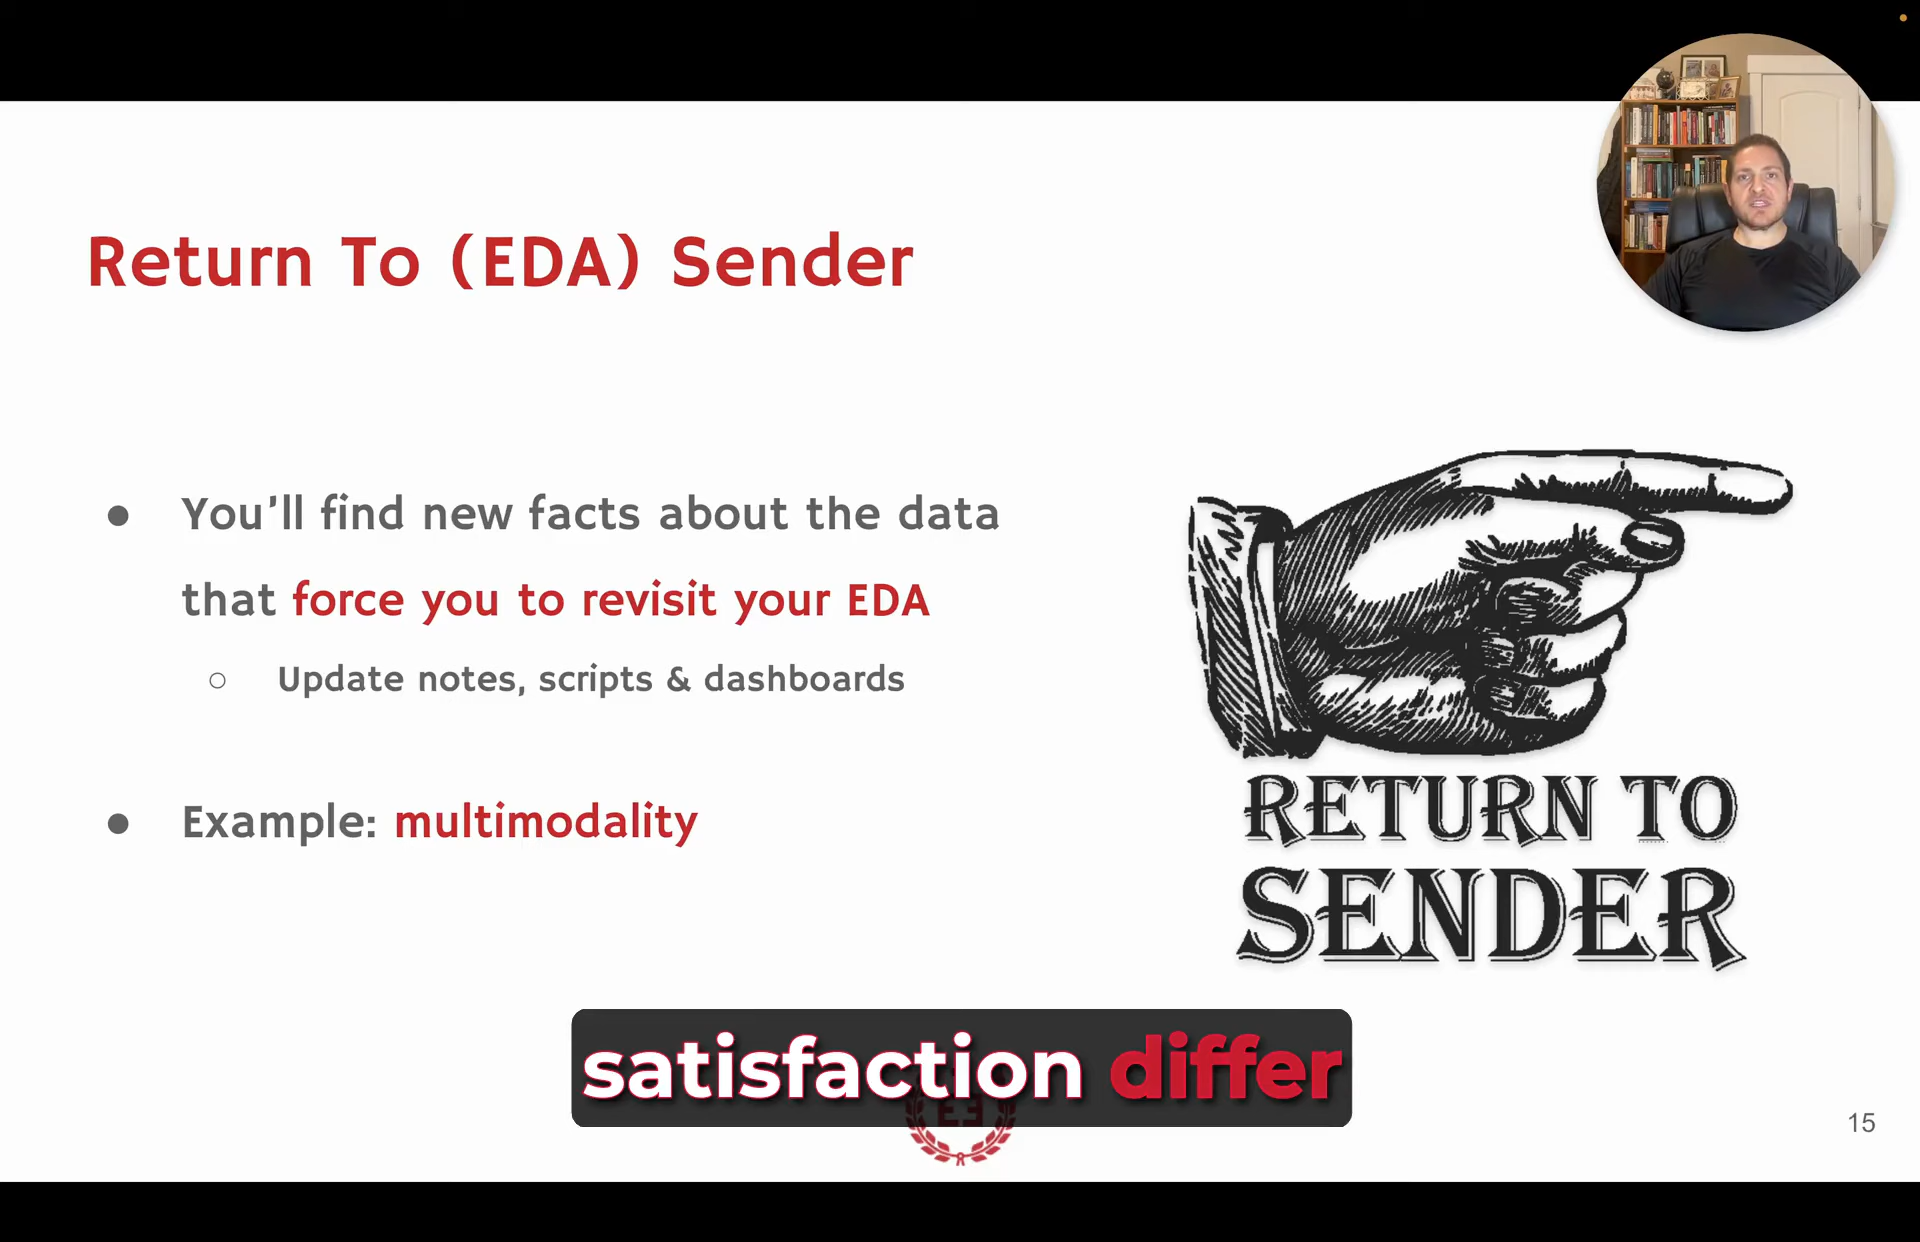 Return To (EDA) Sender
You'll find new facts about the data
that force you to revisit your EDA
Update notes, scripts & dashboards
Example: multimodality
RETURN TO
SENDER
satisfaction differ
15